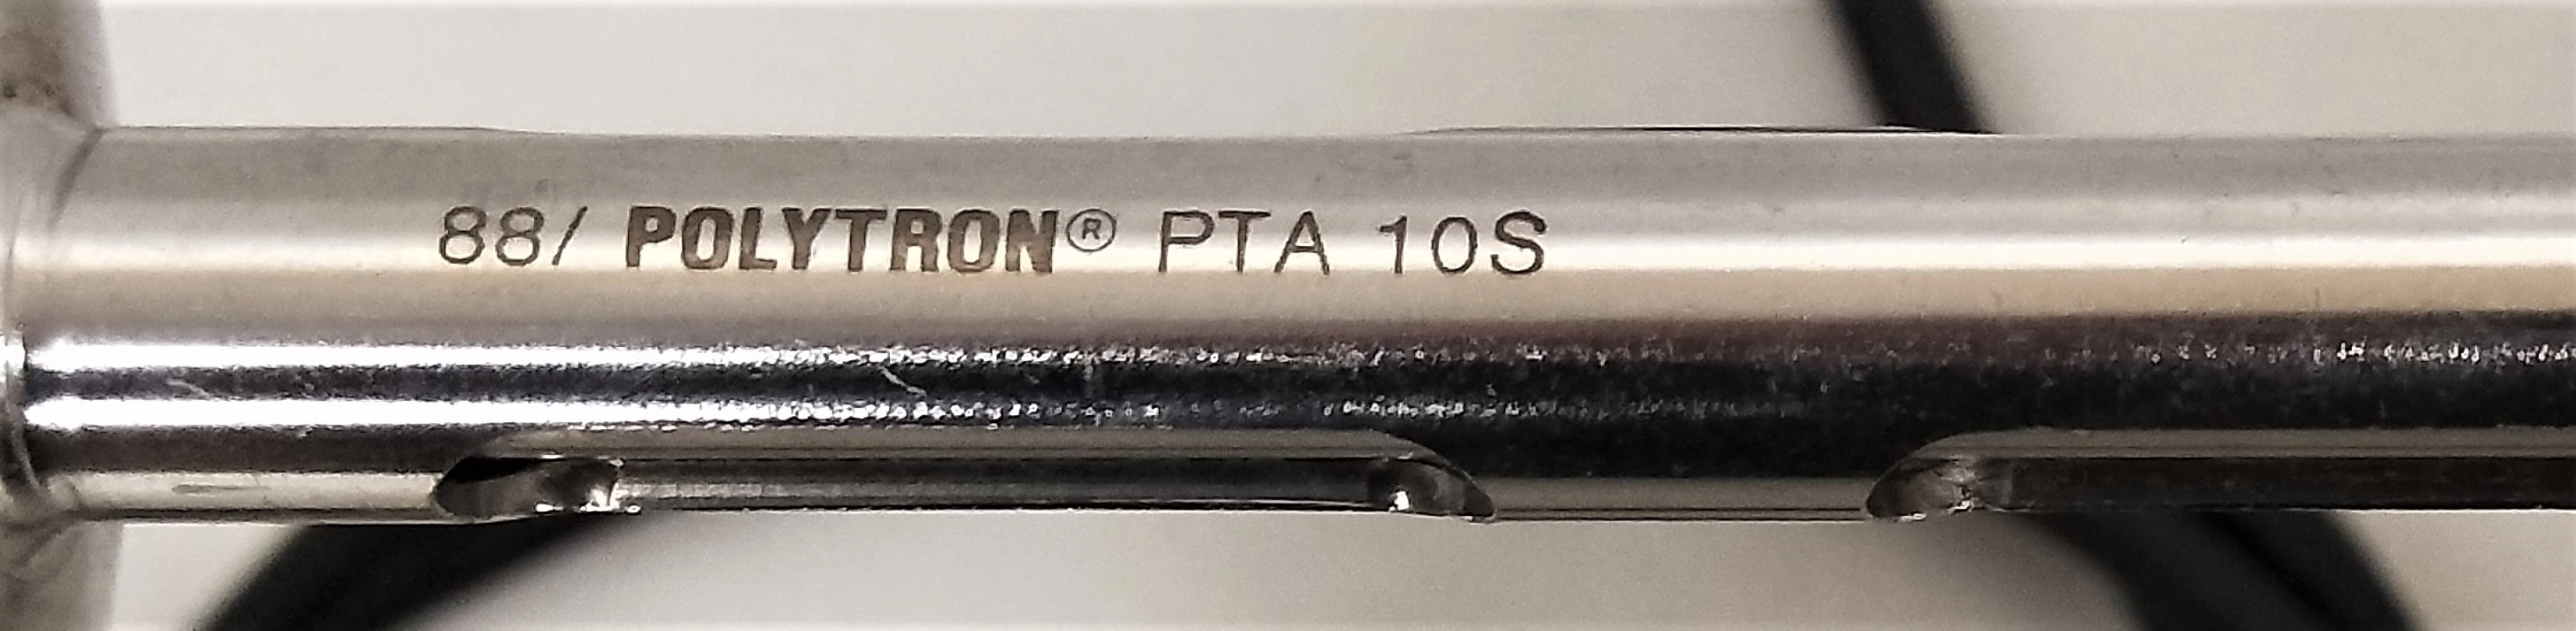 88/ POLYTRON® PTA 10S